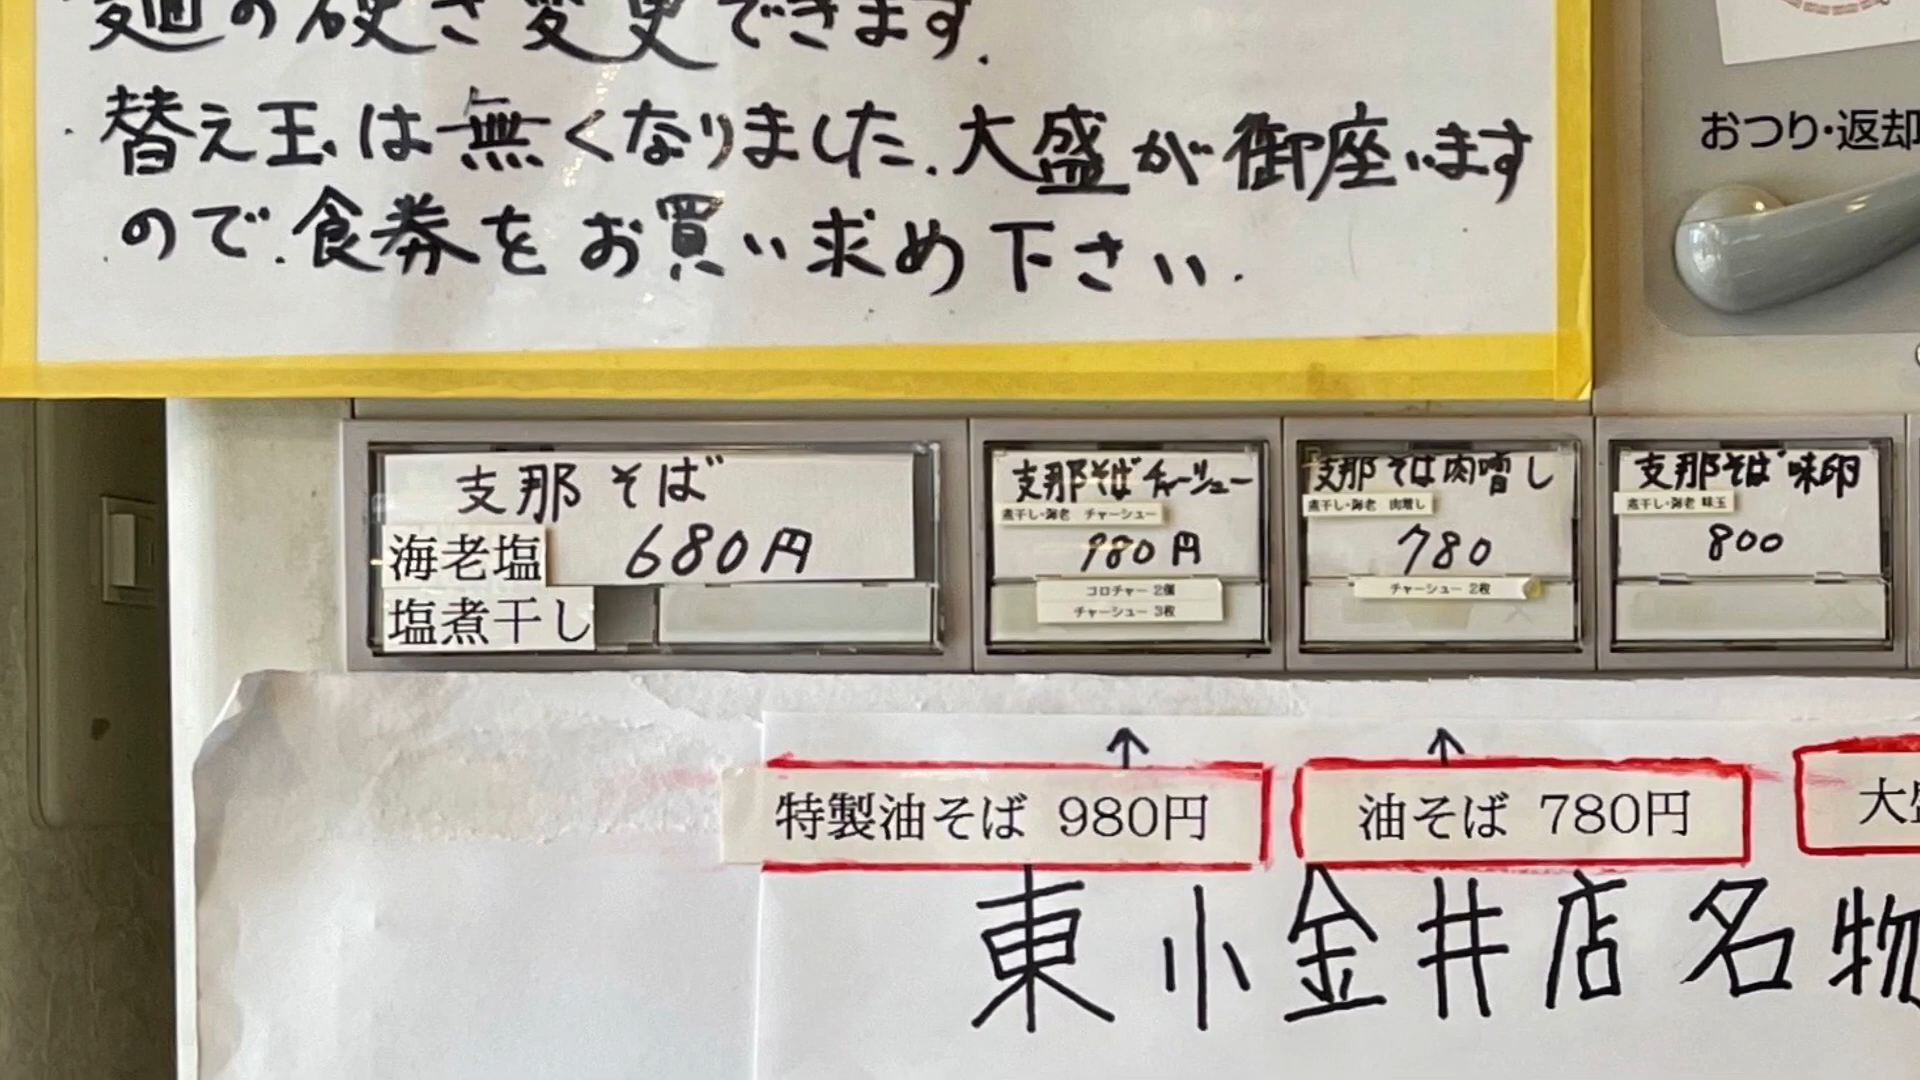 麺の硬さ変更できます.
・替え玉は無くなりました.大盛が御座います
ので.食券をお買い求め下さい.
おつり・返却
支那そば
海老塩 680円
塩煮干し
支那そばチャーシュー
煮干し・海老 チャーシュー
980円
コロチャー 2個
チャーシュー 3枚
支那そば肉増し
煮干し・海老 肉増し
780
チャーシュー 2枚
支那そば味卵
煮干し・海老 味玉
800
↑ ↑
特製油そば 980円
油そば 780円
大盛
東小金井店名物